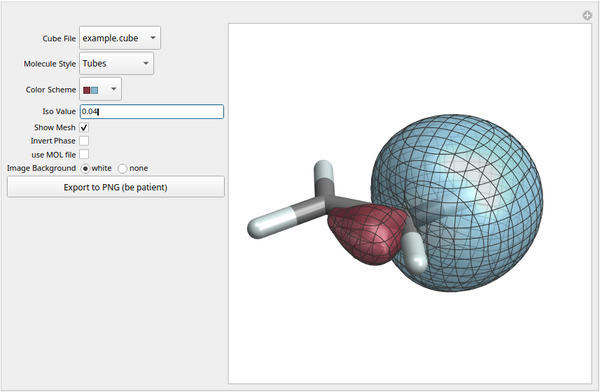 Cube File example.cube
Molecule Style Tubes
Color Scheme
Iso Value 0.04
Show Mesh
Invert Phase
use MOL file
Image Background white none
Export to PNG (be patient)